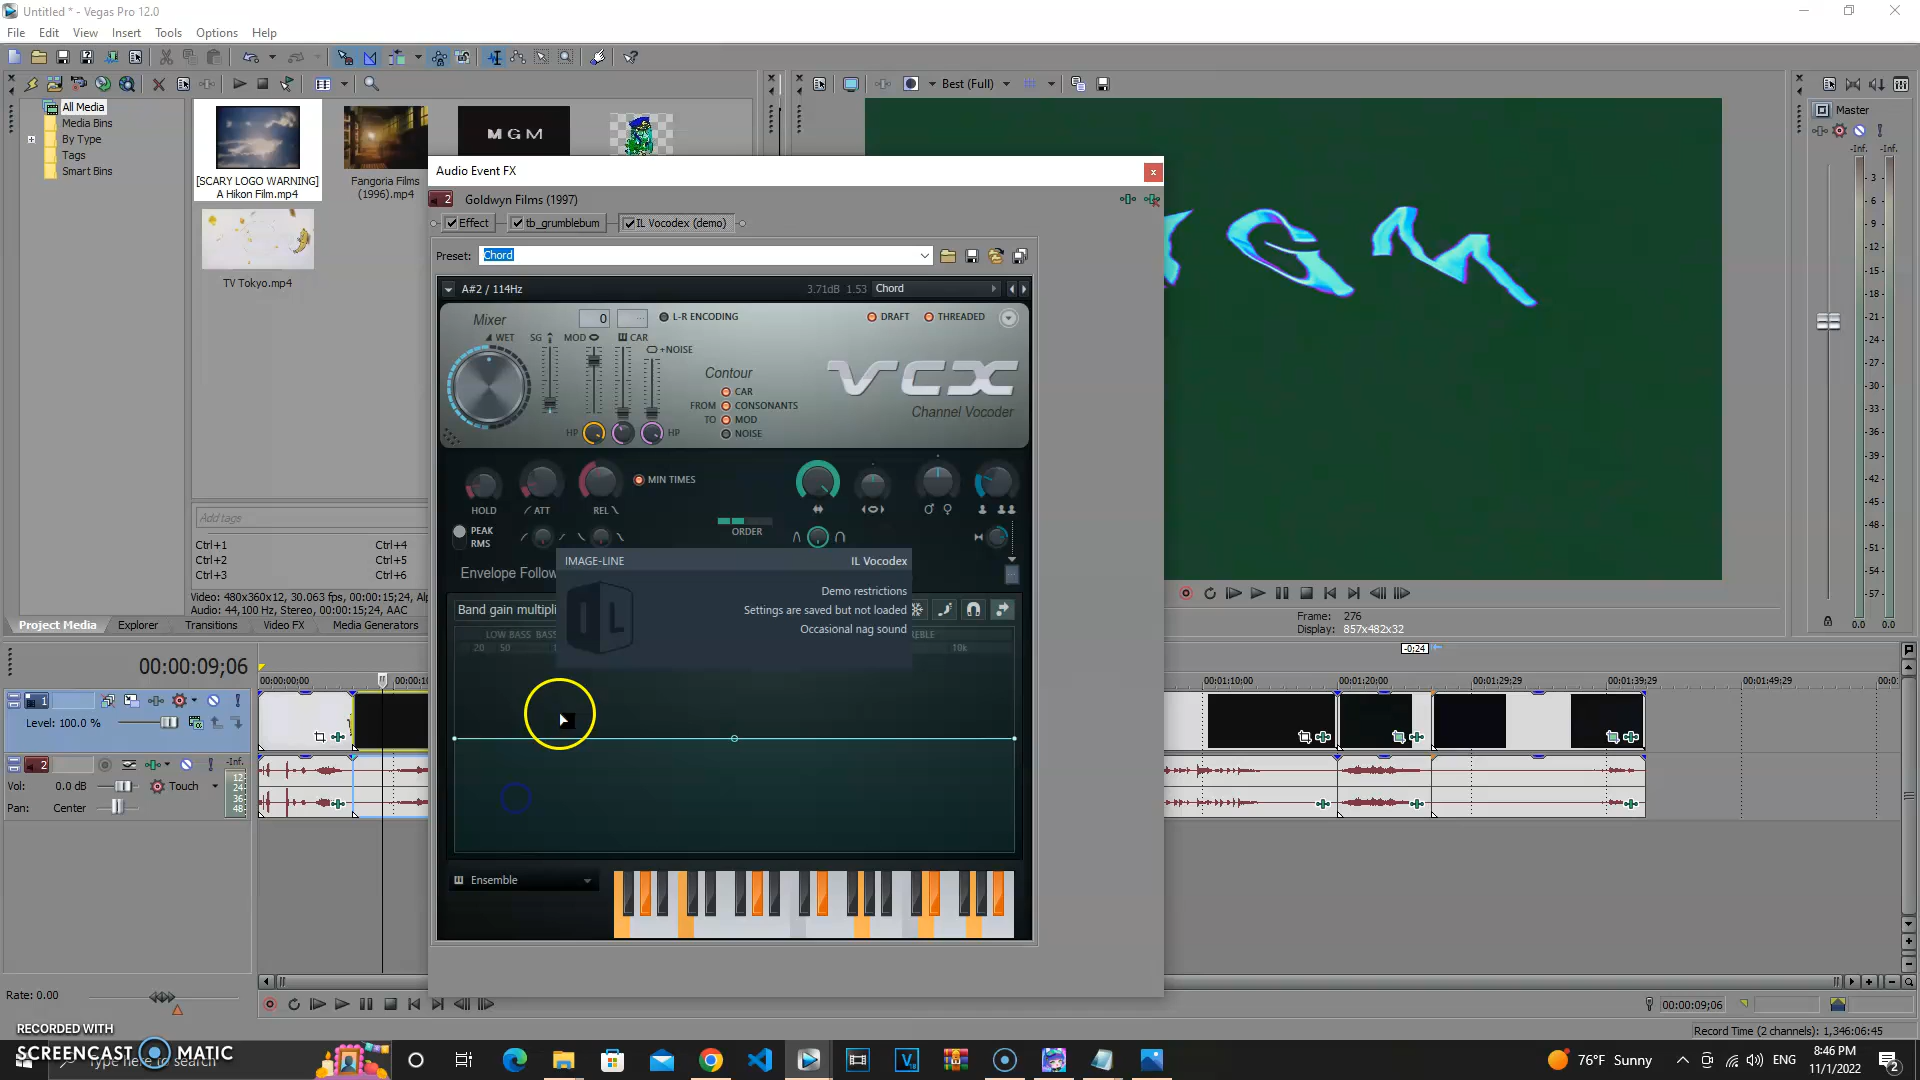 Untitled * - Vegas Pro 12.0
File Edit View Insert Tools Options Help
Best (Full)
All Media
Media Bins
By Type
Tags
Smart Bins
[SCARY LOGO WARNING]
A Hikon Film.mp4
Fangoria Films
(1996).mp4
MGM
TV Tokyo.mp4
Add tags
Ctrl+1 Ctrl+4
Ctrl+2 Ctrl+5
Ctrl+3 Ctrl+6
Video: 480x360x12, 30.063 fps, 00:00:15;24, Alp
Audio: 44,100 Hz, Stereo, 00:00:15;24, AAC
Project Media Explorer Transitions Video FX Media Generators
Audio Event FX
2 Goldwyn Films (1997)
Effect tb_grumblebum IL Vocodex (demo)
Preset: Chord
A#2 / 114Hz 3.71dB 1.53 Chord
Mixer 0 L-R ENCODING DRAFT THREADED
WET SG MOD CAR
+NOISE
Contour
CAR
FROM CONSONANTS
TO MOD
NOISE
HP HP
VCX
Channel Vocoder
MIN TIMES
HOLD ATT REL
PEAK
RMS
ORDER
Envelope Follow
IMAGE-LINE IL Vocodex
Demo restrictions
Settings are saved but not loaded
Occasional nag sound
Band gain multipli
LOW BASS BASS EBLE
20 50 10k
Ensemble
G M
Frame: 276
Display: 857x482x32
Master
-Inf. -Inf.
3
6
9
12
15
18
21
24
27
30
33
36
39
42
45
48
51
54
57
0.0 0.0
00:00:09;06
-0:24
00:00:00;00 00:00:10 00:01:10;00 00:01:20;00 00:01:29;29 00:01:39;29 00:01:49;29 00:0
1
Level: 100.0 %
2
-Inf.
Vol: 0.0 dB Touch
Pan: Center
12
24
36
48
Rate: 0.00
00:00:09;06
Record Time (2 channels): 1,346:06:45
RECORDED WITH
SCREENCAST MATIC
Type here to search
76°F Sunny
ENG
8:46 PM
11/1/2022
2